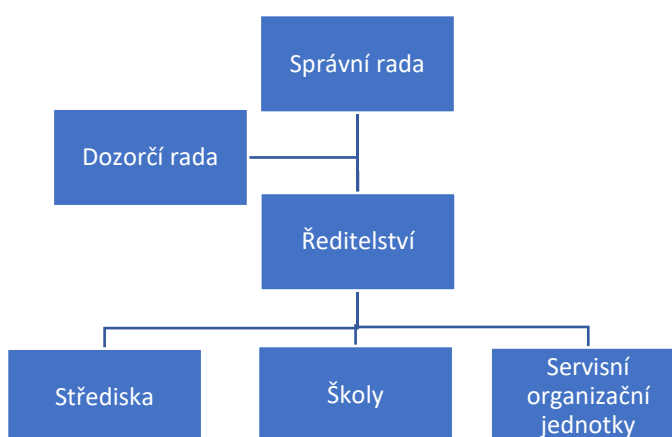 Správní rada
Dozorčí rada
Ředitelství
Střediska
Školy
Servisní
organizační
jednotky